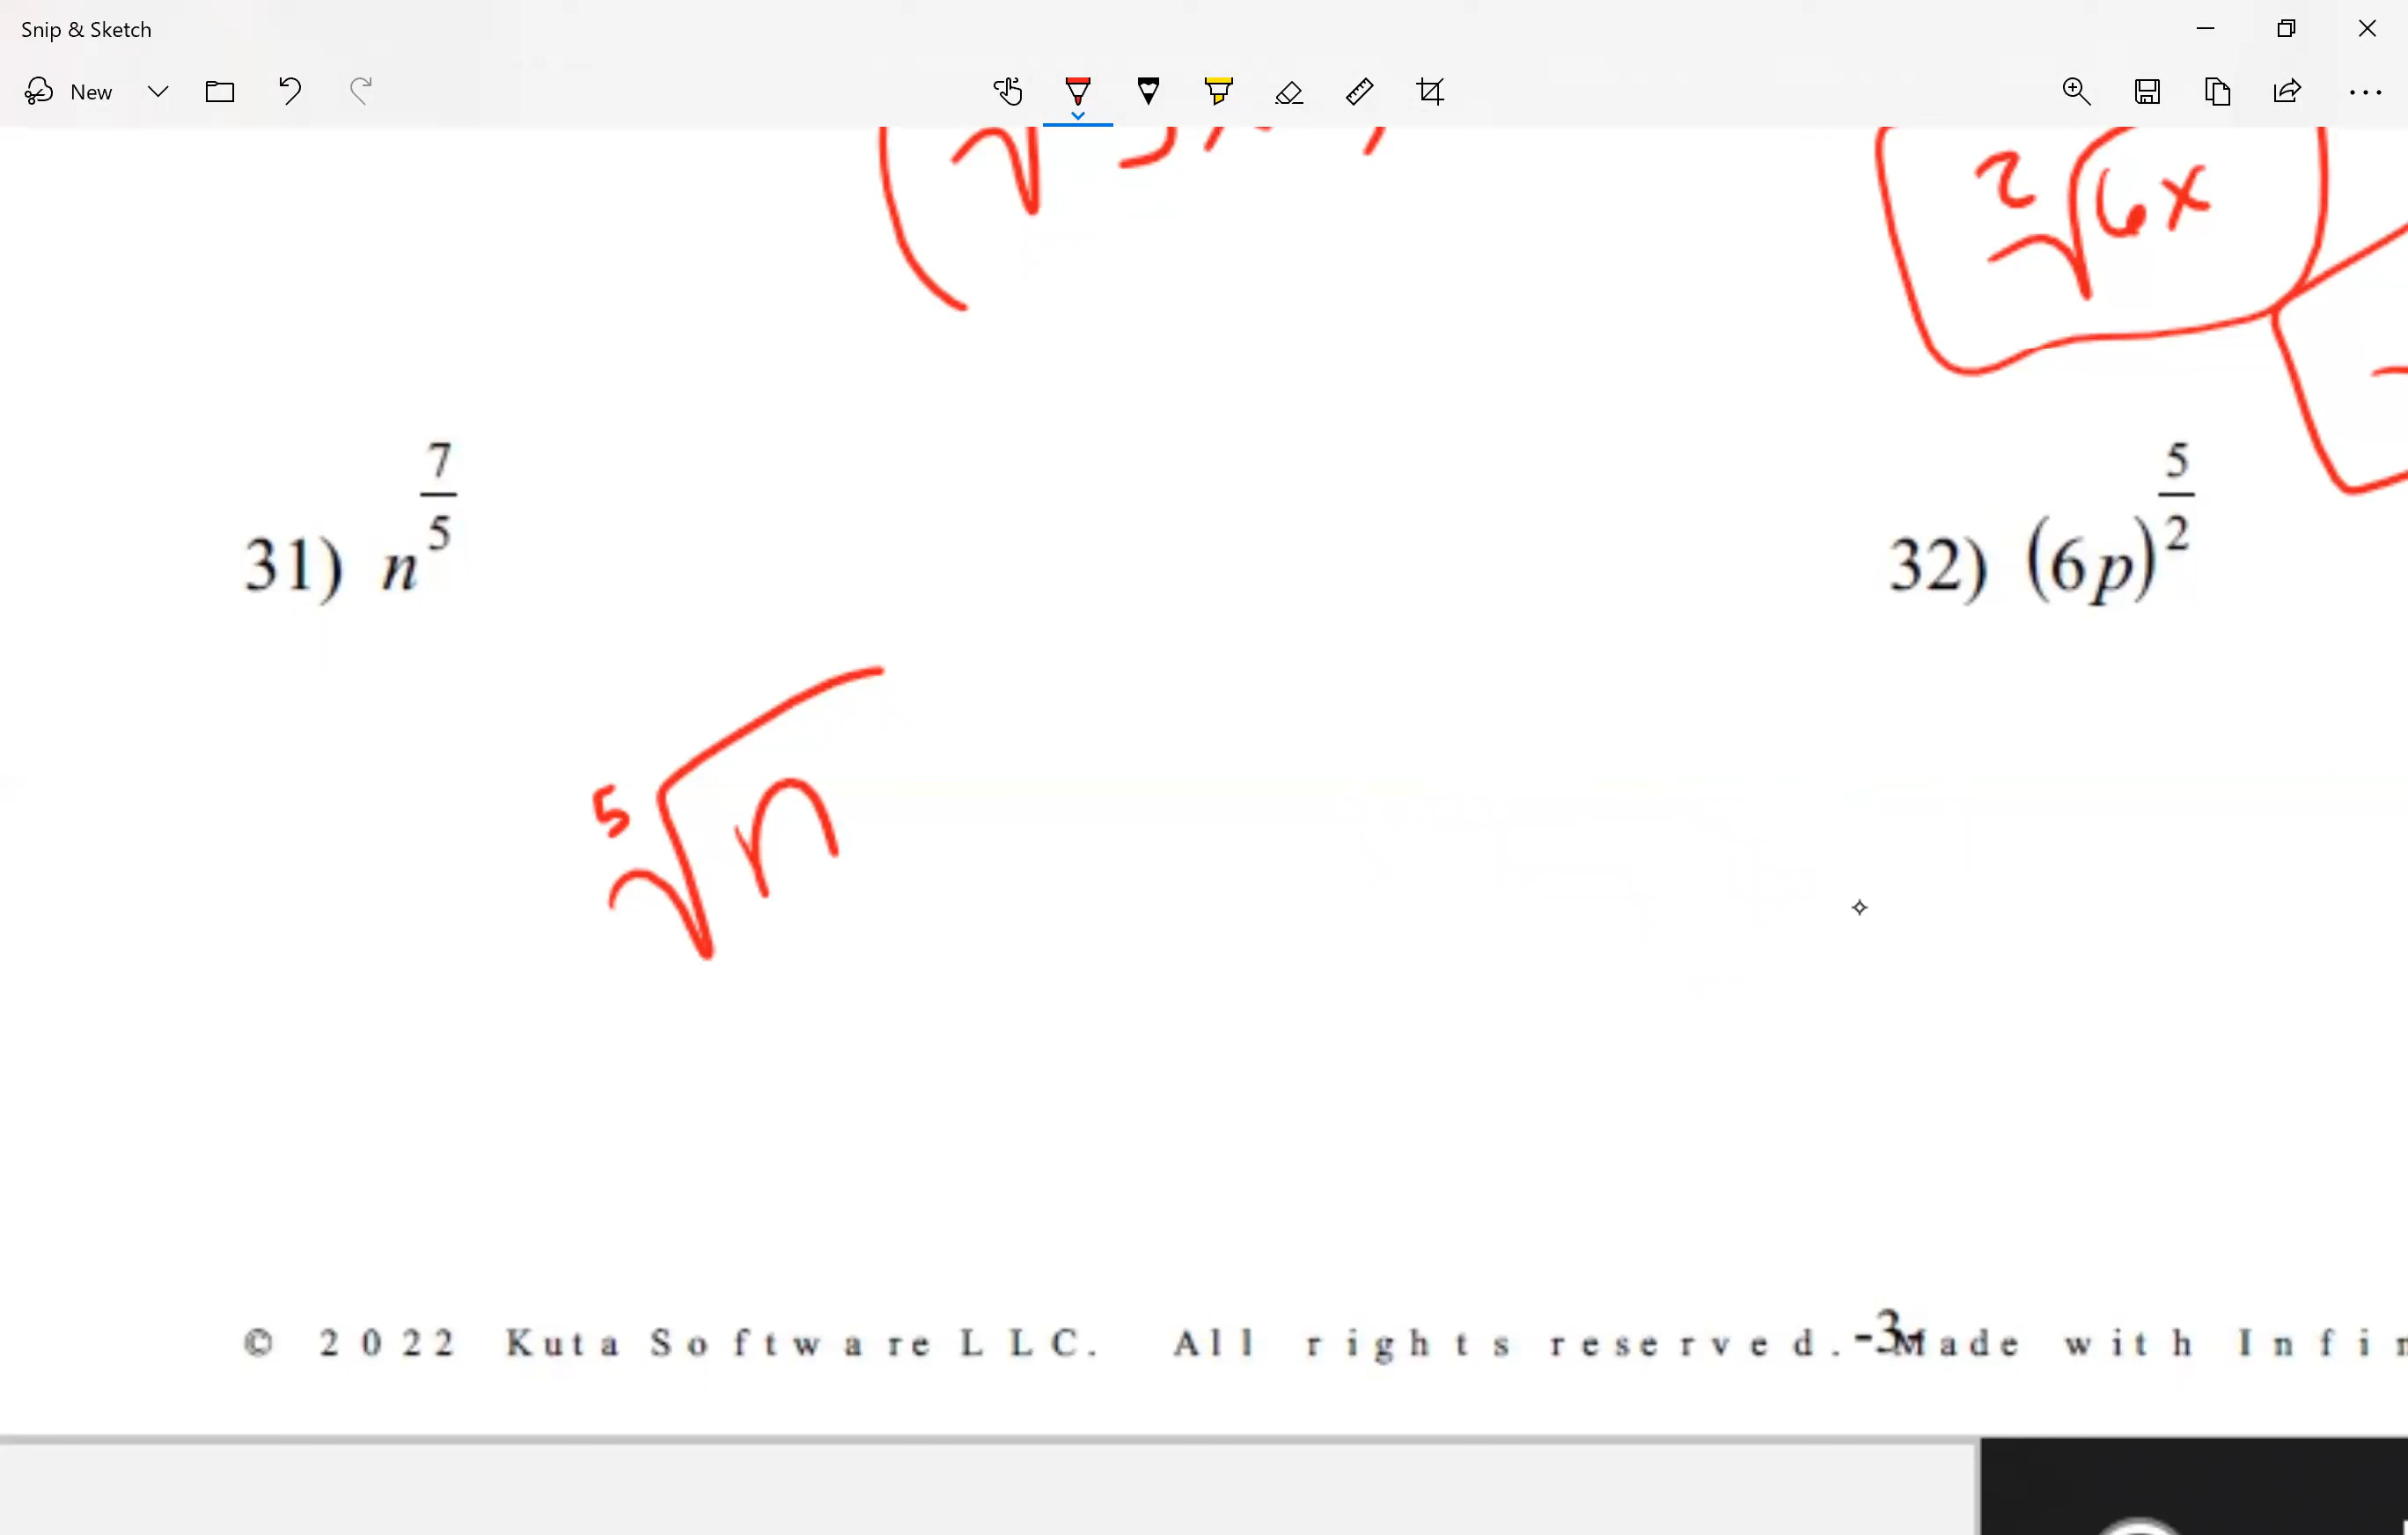 Snip & Sketch
New
2√6x
31) n^(7/5)
32) (6p)^(5/2)
5√n
© 2022 Kuta Software LLC. All rights reserved. -3- Made with